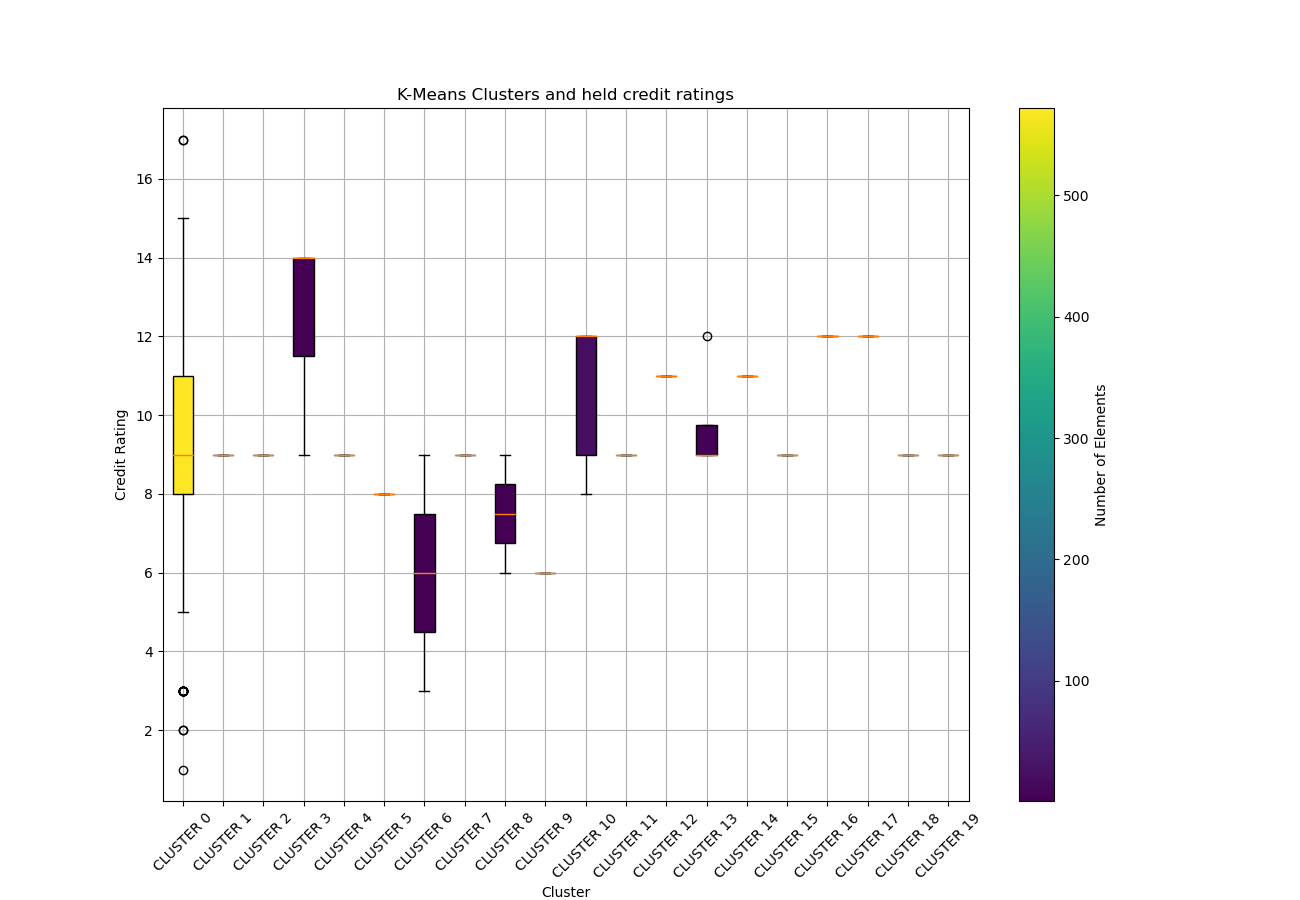 K-Means Clusters and held credit ratings
16
14
12
10
8
6
4
2
Credit Rating
CLUSTER 0
CLUSTER 1
CLUSTER 2
CLUSTER 3
CLUSTER 4
CLUSTER 5
CLUSTER 6
CLUSTER 7
CLUSTER 8
CLUSTER 9
CLUSTER 10
CLUSTER 11
CLUSTER 12
CLUSTER 13
CLUSTER 14
CLUSTER 15
CLUSTER 16
CLUSTER 17
CLUSTER 18
CLUSTER 19
Cluster
500
400
300
200
100
Number of Elements